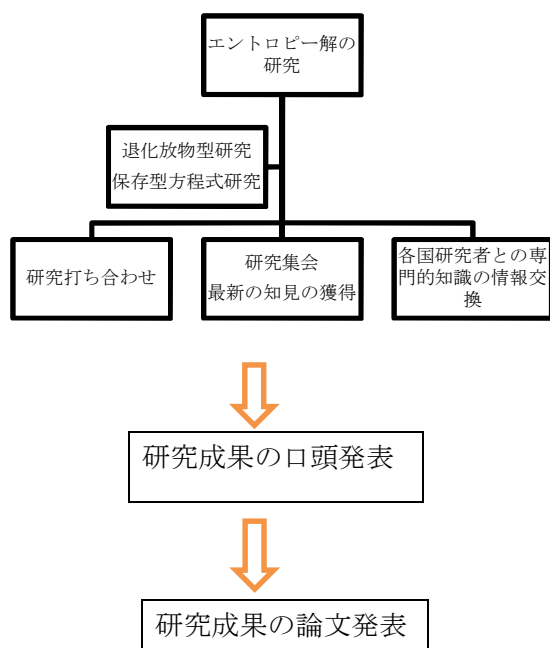 エントロピー解の
研究
退化放物型研究
保存型方程式研究
研究打ち合わせ
研究集会
最新の知見の獲得
各国研究者との専
門的知識の情報交
換
研究成果の口頭発表
研究成果の論文発表